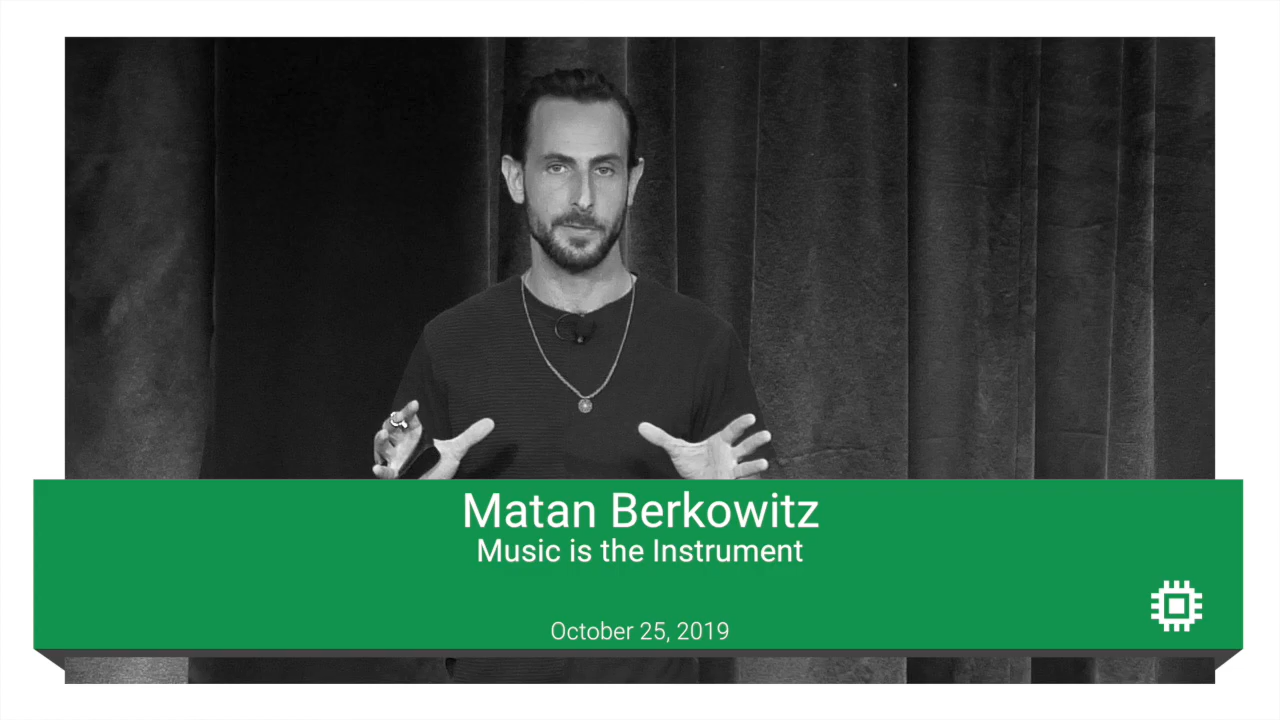 Matan Berkowitz
Music is the Instrument
October 25, 2019